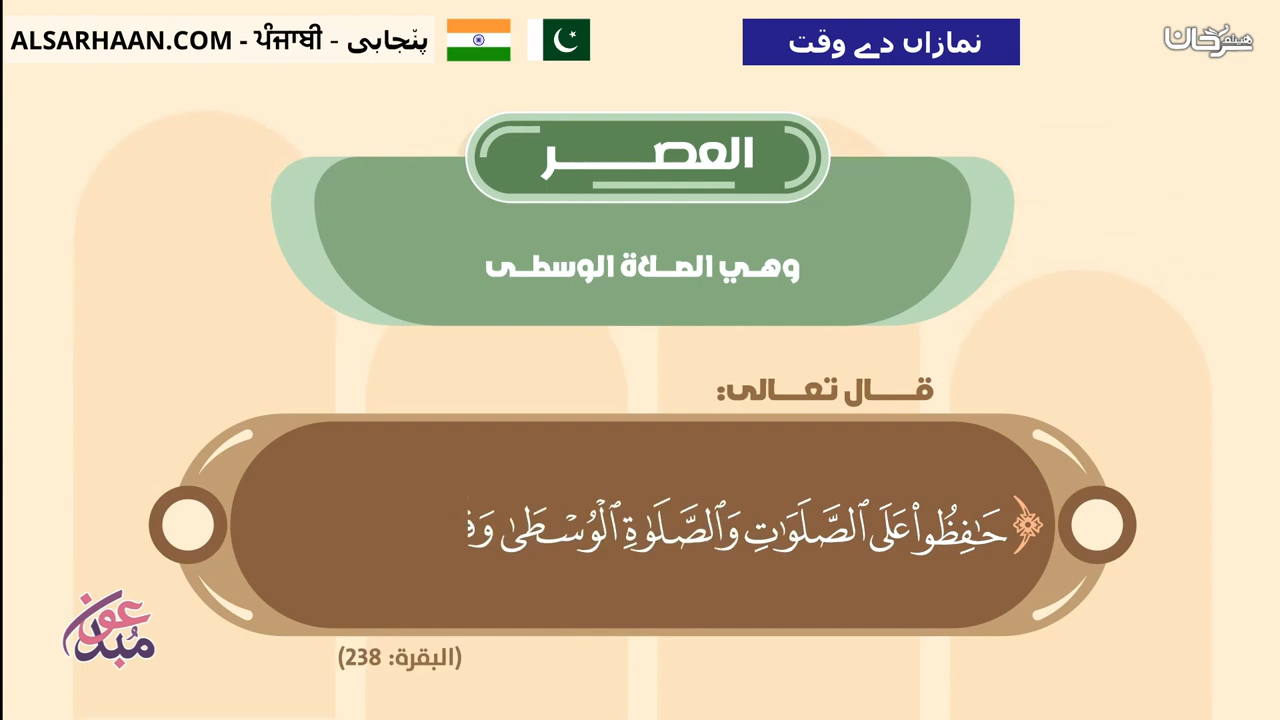 ALSARHAAN.COM - ਪੰਜਾਬੀ - پنّجابی
نمازاں دے وقت
العصر
وهي الصلاة الوسطى
قال تعالى:
﴿حَـٰفِظُوا۟ عَلَى ٱلصَّلَوَٰتِ وَٱلصَّلَوٰةِ ٱلْوُسْطَىٰ وَ
(البقرة: 238)
مبدعون